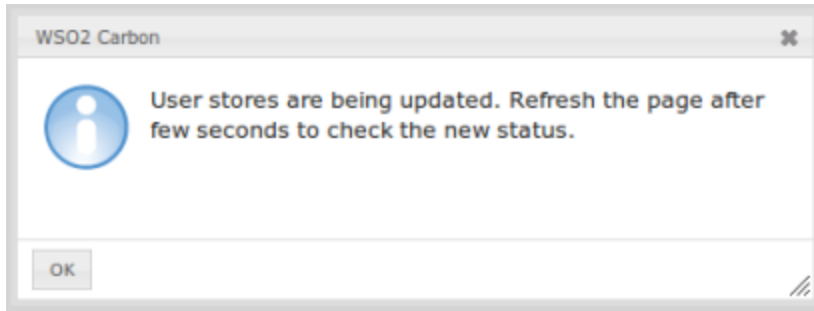 WSO2 Carbon
User stores are being updated. Refresh the page after
few seconds to check the new status.
OK